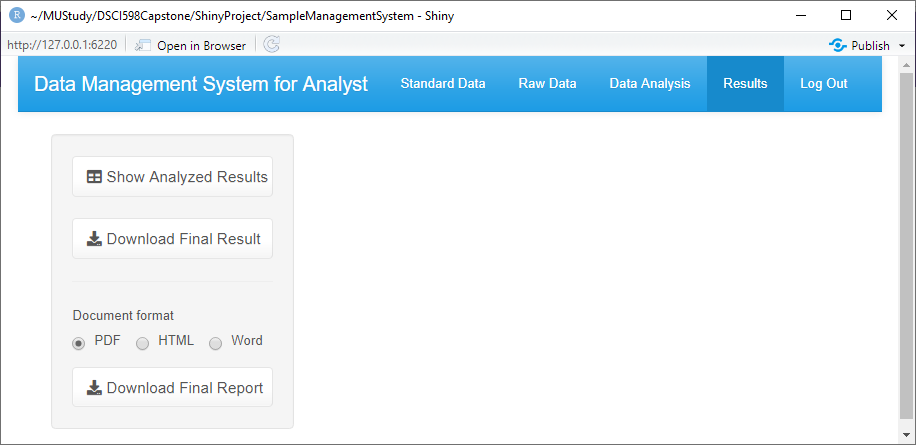 R ~/MUStudy/DSCI598Capstone/ShinyProject/SampleManagementSystem - Shiny
http://127.0.0.1:6220 Open in Browser Publish
Data Management System for Analyst Standard Data Raw Data Data Analysis Results Log Out
Show Analyzed Results
Download Final Result
Document format
PDF HTML Word
Download Final Report